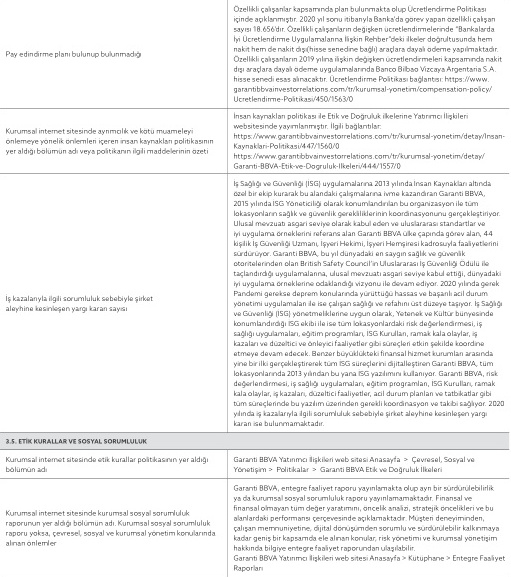 Özellikli çalışanlar kapsamında plan bulunmakta olup Ücretlendirme Politikası
içinde açıklanmıştır. 2020 yıl sonu itibarıyla Banka'da görev yapan özellikli çalışan
sayısı 18.656'dır. Özellikli çalışanların değişken ücretlendirmelerinde "Bankalarda
İyi Ücretlendirme Uygulamalarına İlişkin Rehber"deki ilkeler doğrultusunda hem
Pay edindirme planı bulunup bulunmadığı
nakit hem de nakit dışı(hisse senedine bağlı) araçlara dayalı ödeme yapılmaktadır.
Özellikli çalışanların 2019 yılına ilişkin değişken ücretlendirmeleri kapsamında nakit
dışı araçlara dayalı ödeme uygulamalarında Banco Bilbao Vizcaya Argentaria S.A.
hisse senedi esas alınacaktır. Ücretlendirme Politikası bağlantısı: https://www.
garantibbvainvestorrelations.com/tr/kurumsal-yonetim/compensation-policy/
Ucretlendirme-Politikasi/450/1563/0
Kurumsal internet sitesinde ayrımcılık ve kötü muameleyi
önlemeye yönelik önlemleri içeren insan kaynakları politikasının
yer aldığı bölümün adı veya politikanın ilgili maddelerinin özeti
İnsan kaynakları politikası ile Etik ve Doğruluk ilkelerine Yatırımcı İlişkileri
websitesinde yayımlanmıştır. İlgili bağlantılar:
https://www.garantibbvainvestorrelations.com/tr/kurumsal-yonetim/detay/Insan-
Kaynaklari-Politikasi/447/1560/0
https://www.garantibbvainvestorrelations.com/tr/kurumsal-yonetim/detay/
Garanti-BBVA-Etik-ve-Dogruluk-Ilkeleri/444/1557/0
İş kazalarıyla ilgili sorumluluk sebebiyle şirket
aleyhine kesinleşen yargı kararı sayısı
İş Sağlığı ve Güvenliği (İSG) uygulamalarına 2013 yılında İnsan Kaynakları altında
özel bir ekip kurarak bu alandaki çalışmalarına ivme kazandıran Garanti BBVA,
2015 yılında İSG Yöneticiliği olarak konumlandırılan bu organizasyon ile tüm
lokasyonların sağlık ve güvenlik gerekliliklerinin koordinasyonunu gerçekleştiriyor.
Ulusal mevzuatı asgari seviye olarak kabul eden ve uluslararası standartlar ve
iyi uygulama örneklerini referans alan Garanti BBVA ülke çapında görev alan, 44
kişilik İş Güvenliği Uzmanı, İşyeri Hekimi, İşyeri Hemşiresi kadrosuyla faaliyetlerini
sürdürüyor. Garanti BBVA, bu yıl dünyadaki en saygın sağlık ve güvenlik
otoritelerinden olan British Safety Council'in Uluslararası İş Güvenliği Ödülü ile
taçlandırdığı uygulamalarına, ulusal mevzuatı asgari seviye kabul ettiği, dünyadaki
iyi uygulama örneklerine odaklandığı vizyonu ile devam ediyor. 2020 yılında gerek
Pandemi gerekse deprem konularında yürüttüğü hassas ve başarılı acil durum
yönetimi uygulamaları ile ise çalışan sağlığı ve refahını üst düzeye taşıyor. İş Sağlığı
ve Güvenliği (İSG) yönetmeliklerine uygun olarak, Yetenek ve Kültür bünyesinde
konumlandırdığı İSG ekibi ile ise tüm lokasyonlardaki risk değerlendirmesi, iş
sağlığı uygulamaları, eğitim programları, İSG Kurulları, ramak kala olaylar, iş
kazaları ve düzeltici ve önleyici faaliyetler gibi süreçleri etkin şekilde koordine
etmeye devam edecek. Benzer büyüklükteki finansal hizmet kurumları arasında
yine bir ilki gerçekleştirerek tüm İSG süreçlerini dijitalleştiren Garanti BBVA, tüm
lokasyonlarında 2013 yılından bu yana İSG yazılımını kullanıyor. Garanti BBVA, risk
değerlendirmesi, iş sağlığı uygulamaları, eğitim programları, İSG Kurulları, ramak
kala olaylar, iş kazaları, düzeltici faaliyetler, acil durum planları ve tatbikatlar gibi
tüm süreçlerinde bu yazılım üzerinden gerekli koordinasyon ve takibi sağlıyor. 2020
yılında iş kazalarıyla ilgili sorumluluk sebebiyle şirket aleyhine kesinleşen yargı
kararı ise bulunmamaktadır.
3.5. ETİK KURALLAR VE SOSYAL SORUMLULUK
Kurumsal internet sitesinde etik kurallar politikasının yer aldığı
bölümün adı
Garanti BBVA Yatırımcı İlişkileri web sitesi Anasayfa > Çevresel, Sosyal ve
Yönetişim > Politikalar > Garanti BBVA Etik ve Doğruluk İlkeleri
Kurumsal internet sitesinde kurumsal sosyal sorumluluk
raporunun yer aldığı bölümün adı. Kurumsal sosyal sorumluluk
raporu yoksa, çevresel, sosyal ve kurumsal yönetim konularında
alınan önlemler
Garanti BBVA, entegre faaliyet raporu yayınlamakta olup ayrı bir sürdürülebilirlik
ya da kurumsal sosyal sorumluluk raporu yayınlamamaktadır. Finansal ve
finansal olmayan tüm değer yaratımını, öncelik analizi, stratejik öncelikleri ve bu
alanlardaki performansı çerçevesinde açıklamaktadır. Müşteri deneyiminden,
çalışan memnuniyetine, dijital dönüşümden sorumlu ve sürdürülebilir kalkınmaya
kadar geniş bir kapsamda ele alınan konular, risk yönetimi ve kurumsal yönetişim
hakkında bilgiye entegre faaliyet raporundan ulaşılabilir.
Garanti BBVA Yatırımcı İlişkileri web sitesi Anasayfa > Kütüphane > Entegre Faaliyet
Raporları